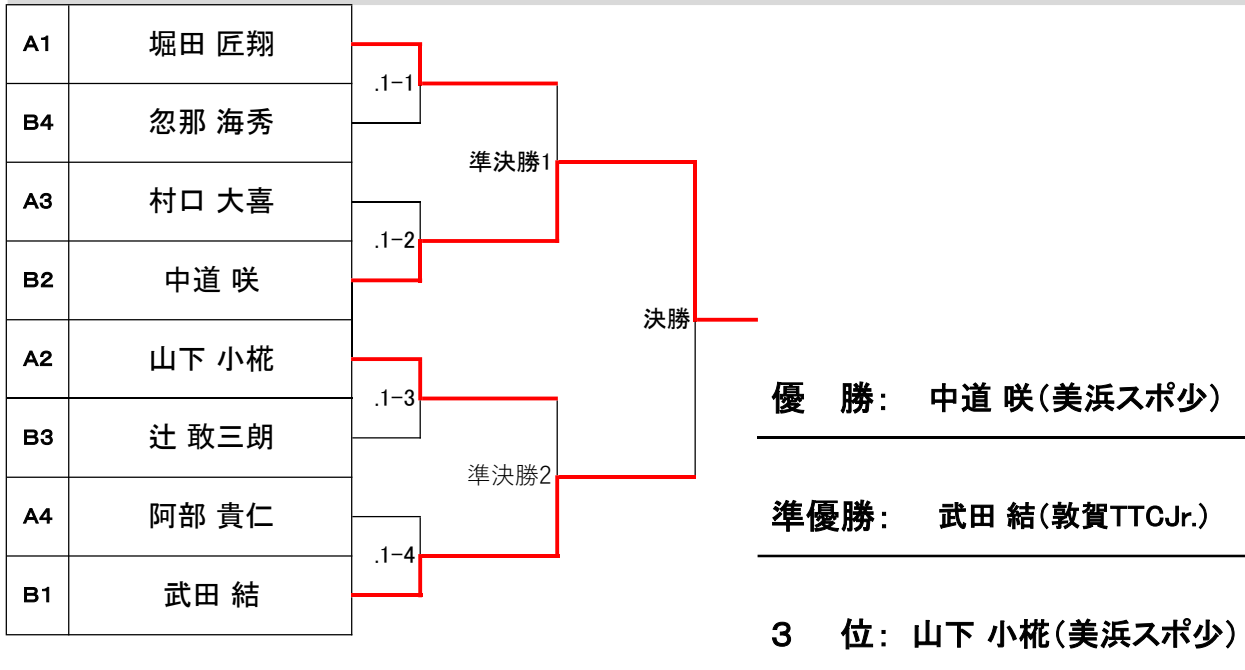 A1 堀田 匠翔
.1-1
B4 忽那 海秀
準決勝1
A3 村口 大喜
.1-2
B2 中道 咲
決勝
A2 山下 小椛
.1-3
B3 辻 敢三朗
準決勝2
A4 阿部 貴仁
.1-4
B1 武田 結
優　勝：　中道 咲（美浜スポ少）
準優勝：　武田 結（敦賀TTCJr.）
３　位：　山下 小椛（美浜スポ少）